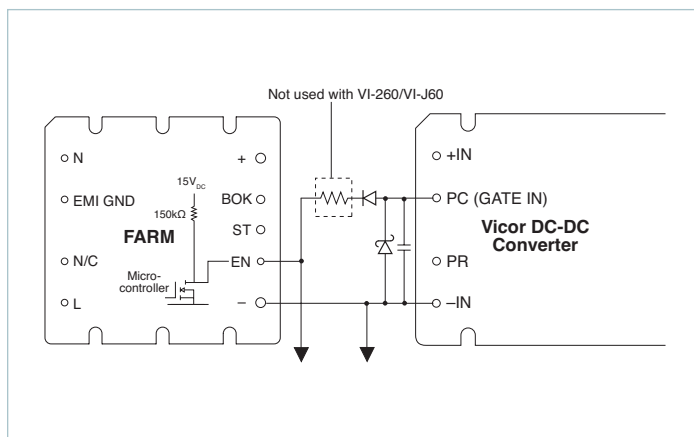 Not used with VI-260/VI-J60
N
EMI GND
N/C
L
15VDC
150kΩ
FARM
Micro-
controller
+
BOK
ST
EN
–
+IN
PC (GATE IN)
Vicor DC-DC
Converter
PR
–IN